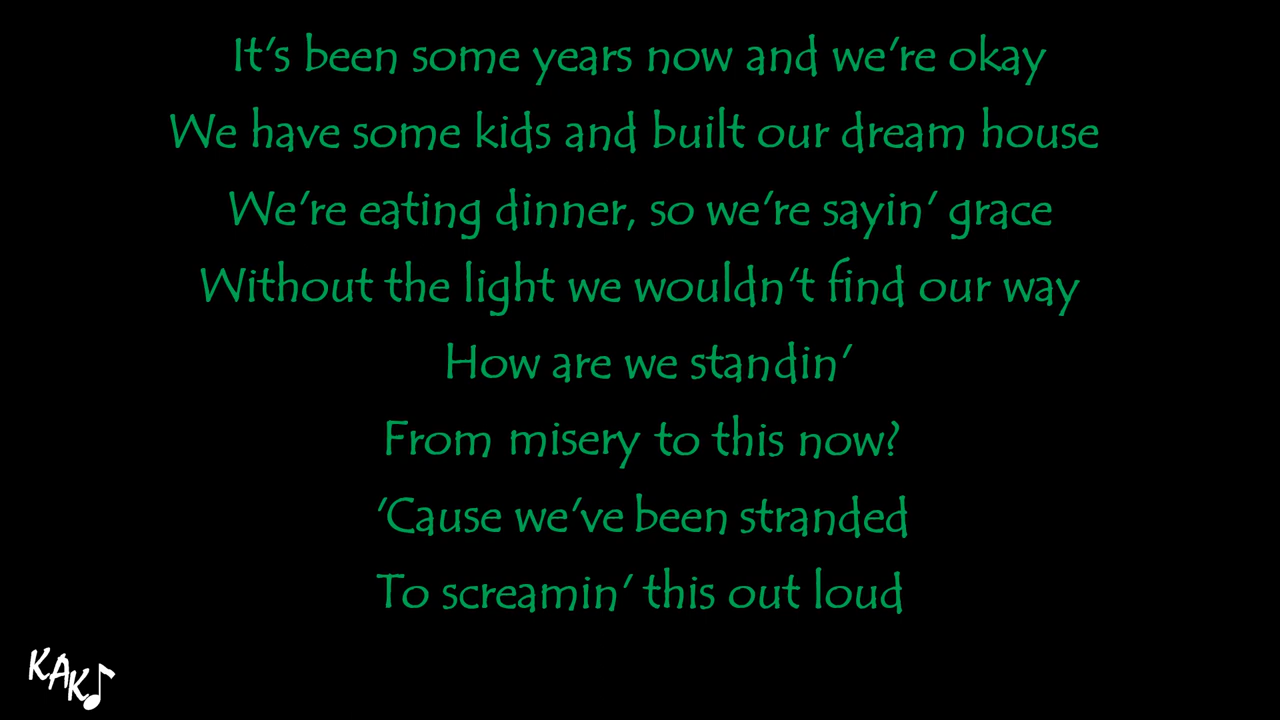 It's been some years now and we're okay
We have some kids and built our dream house
We're eating dinner, so we're sayin' grace
Without the light we wouldn't find our way
How are we standin'
From misery to this now?
'Cause we've been stranded
To screamin' this out loud
KAK